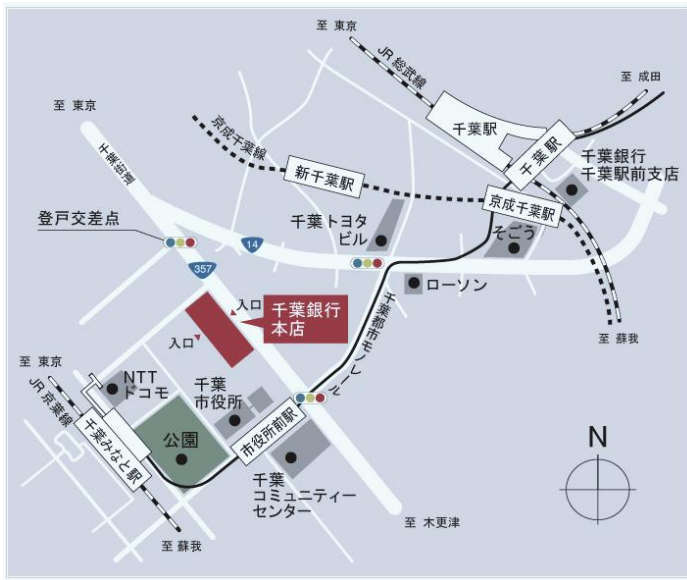 至 東京
JR 総武線
至 成田
至 東京
千葉街道
京成千葉線
千葉駅
千葉駅
千葉銀行
千葉駅前支店
新千葉駅
京成千葉駅
そごう
登戸交差点
千葉トヨタ
ビル
14
357
ローソン
千葉都市モノレール
入口
千葉銀行
本店
入口
至 蘇我
至 東京
JR 京葉線
NTT
ドコモ
千葉
市役所
千葉みなと駅
公園
市役所前駅
千葉
コミュニティー
センター
N
至 木更津
至 蘇我